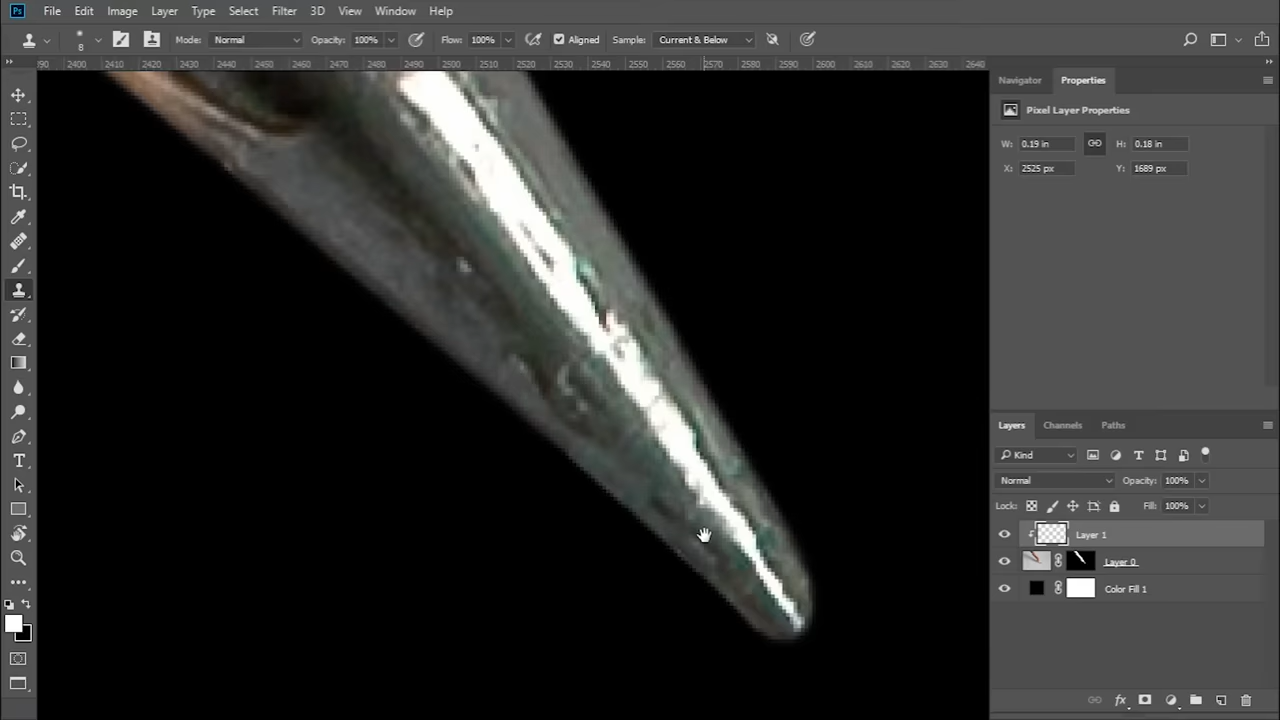 Ps File Edit Image Layer Type Select Filter 3D View Window Help
8 Mode: Normal Opacity: 100% Flow: 100% Aligned Sample: Current & Below
390 2400 2410 2420 2430 2440 2450 2460 2470 2480 2490 2500 2510 2520 2530 2540 2550 2560 2570 2580 2590 2600 2610 2620 2630 2640
Navigator Properties
Pixel Layer Properties
W: 0.19 in H: 0.18 in
X: 2525 px Y: 1689 px
Layers Channels Paths
Kind
Normal Opacity: 100%
Lock: Fill: 100%
Layer 1
Layer 0
Color Fill 1
fx